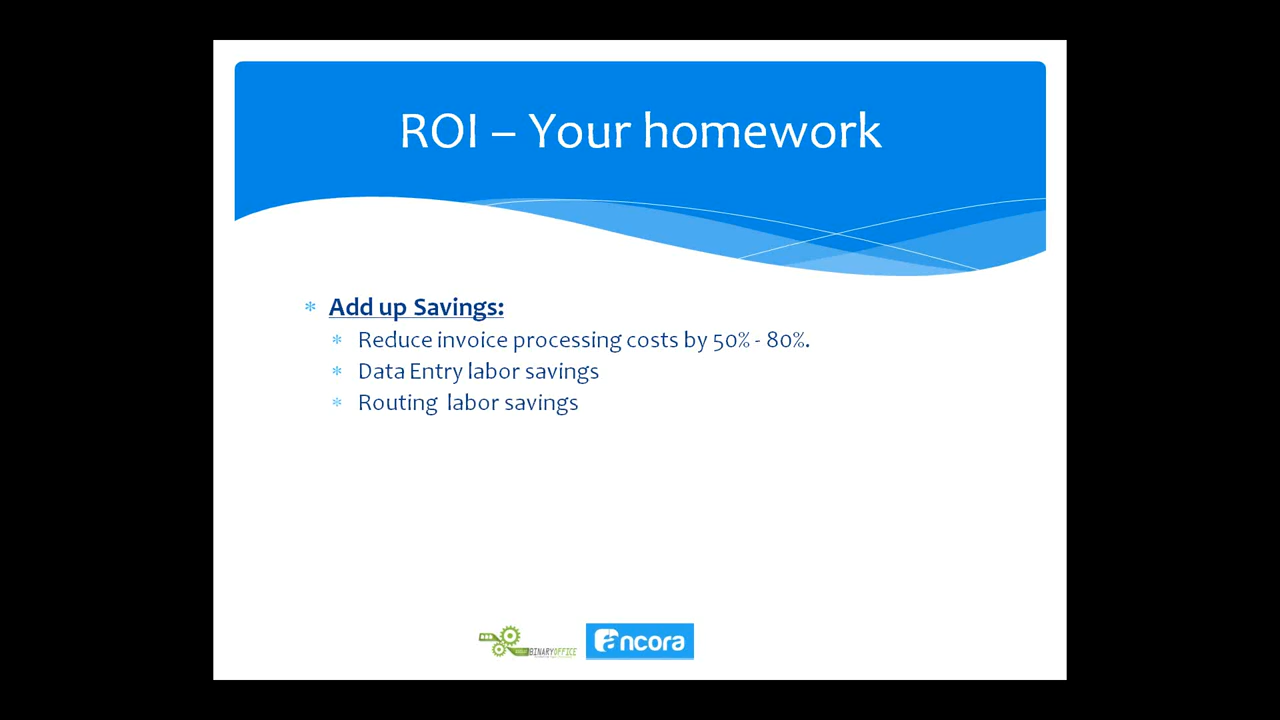 ROI – Your homework
* Add up Savings:
* Reduce invoice processing costs by 50% - 80%.
* Data Entry labor savings
* Routing  labor savings
BINARYOFFICE
ancora